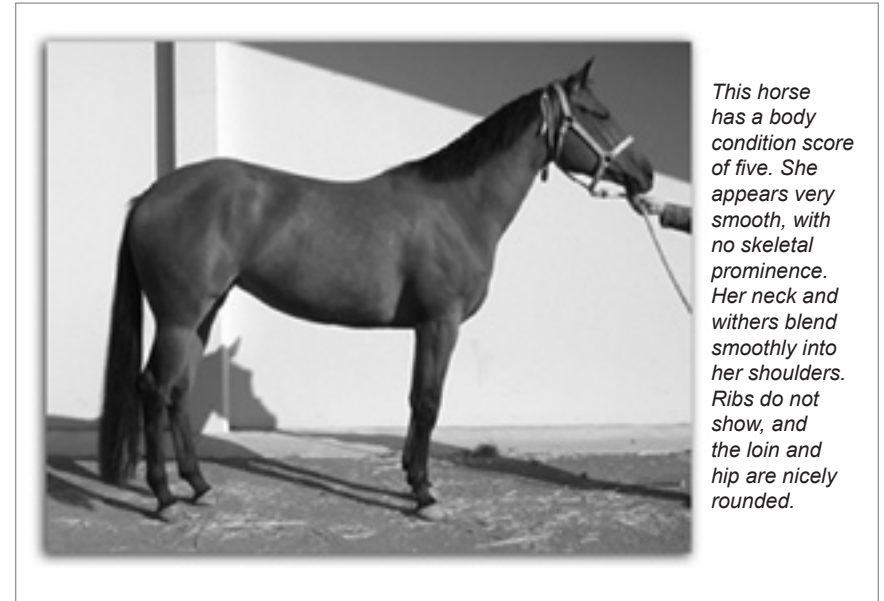 This horse
has a body
condition score
of five. She
appears very
smooth, with
no skeletal
prominence.
Her neck and
withers blend
smoothly into
her shoulders.
Ribs do not
show, and
the loin and
hip are nicely
rounded.